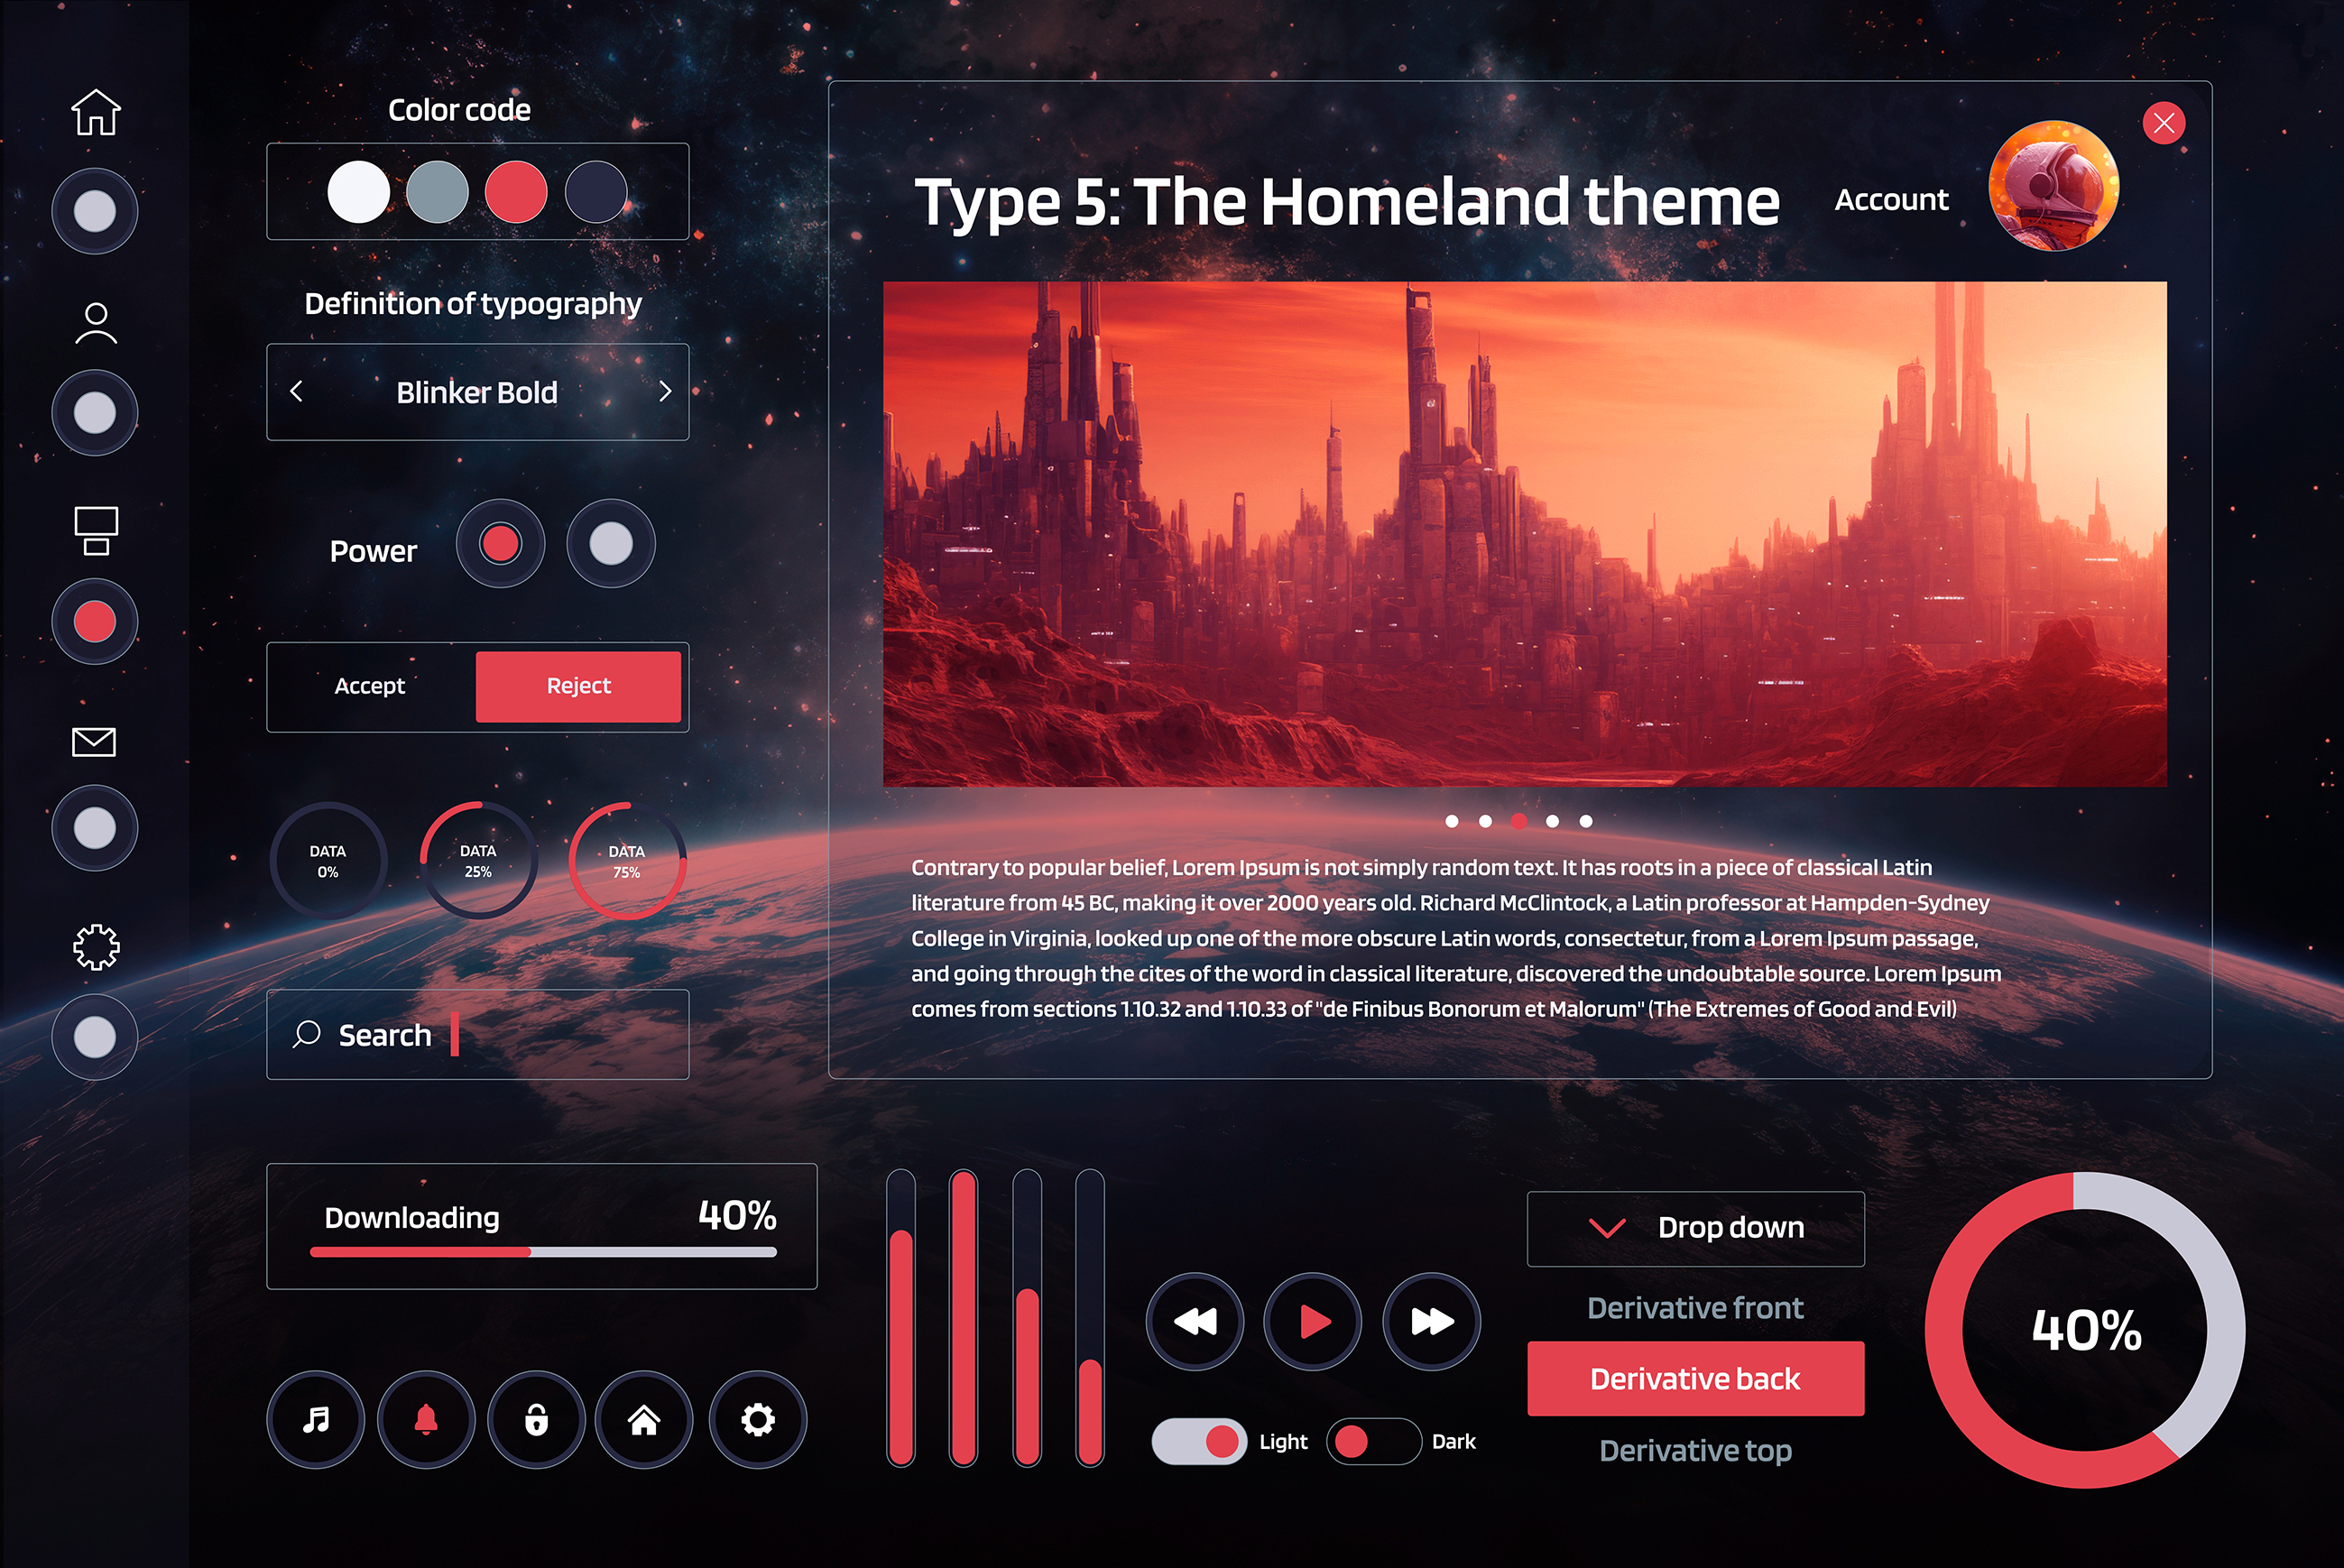 Color code
Definition of typography
Blinker Bold
Power
Accept
Reject
DATA
0%
DATA
25%
DATA
75%
Search
Type 5: The Homeland theme
Account
Contrary to popular belief, Lorem Ipsum is not simply random text. It has roots in a piece of classical Latin
literature from 45 BC, making it over 2000 years old. Richard McClintock, a Latin professor at Hampden-Sydney
College in Virginia, looked up one of the more obscure Latin words, consectetur, from a Lorem Ipsum passage,
and going through the cites of the word in classical literature, discovered the undoubtable source. Lorem Ipsum
comes from sections 1.10.32 and 1.10.33 of "de Finibus Bonorum et Malorum" (The Extremes of Good and Evil)
Downloading
40%
Light
Dark
Drop down
Derivative front
Derivative back
Derivative top
40%